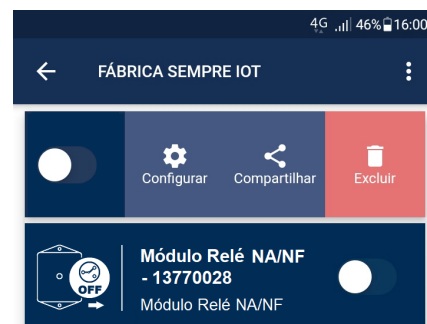 4G 46% 16:00
FÁBRICA SEMPRE IOT
Configurar Compartilhar Excluir
Módulo Relé NA/NF
- 13770028
OFF
Módulo Relé NA/NF